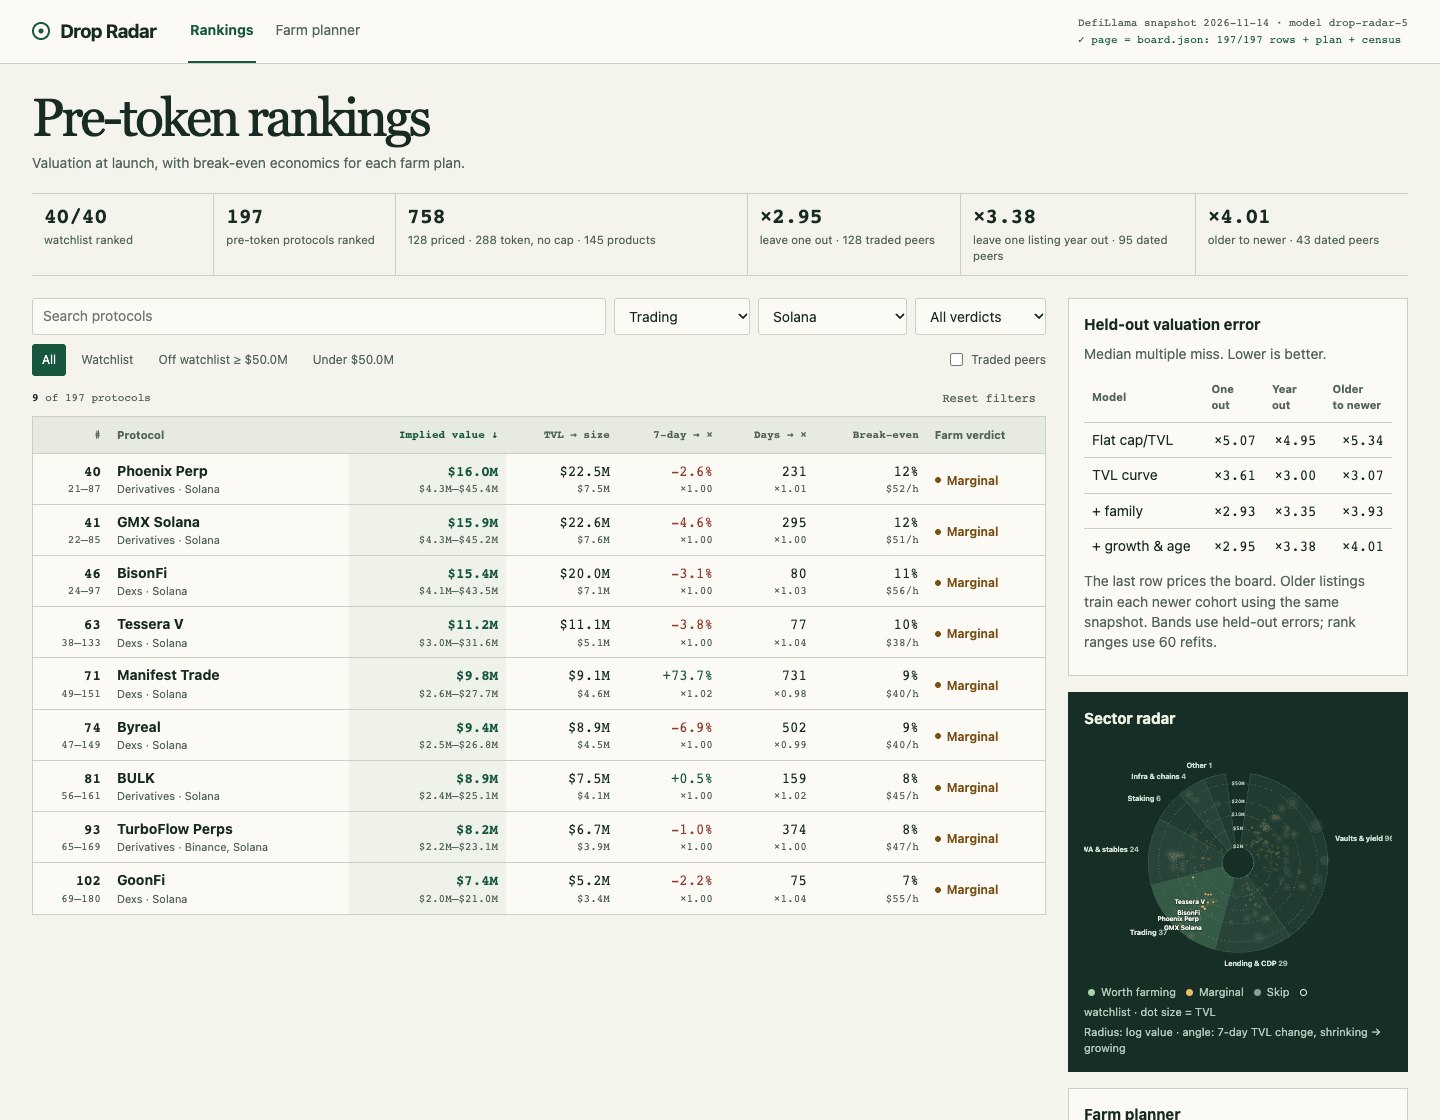 Drop Radar
Rankings
Farm planner
DefiLlama snapshot 2026-11-14 · model drop-radar-5
✓ page = board.json: 197/197 rows + plan + census
Pre-token rankings
Valuation at launch, with break-even economics for each farm plan.
40/40
watchlist ranked
197
pre-token protocols ranked
758
128 priced · 288 token, no cap · 145 products
×2.95
leave one out · 128 traded peers
×3.38
leave one listing year out · 95 dated
peers
×4.01
older to newer · 43 dated peers
Search protocols
Trading
Solana
All verdicts
All
Watchlist
Off watchlist ≥ $50.0M
Under $50.0M
Traded peers
9 of 197 protocols
Reset filters
# Protocol Implied value ↓ TVL → size 7-day → × Days → × Break-even Farm verdict
40 Phoenix Perp $16.0M $22.5M −2.6% 231 12% Marginal
21–87 Derivatives · Solana $4.3M–$45.4M $7.5M ×1.00 ×1.01 $52/h
41 GMX Solana $15.9M $22.6M −4.6% 295 12% Marginal
22–85 Derivatives · Solana $4.3M–$45.2M $7.6M ×1.00 ×1.00 $51/h
46 BisonFi $15.4M $20.0M −3.1% 80 11% Marginal
24–97 Dexs · Solana $4.1M–$43.5M $7.1M ×1.00 ×1.03 $56/h
63 Tessera V $11.2M $11.1M −3.8% 77 10% Marginal
38–133 Dexs · Solana $3.0M–$31.6M $5.1M ×1.00 ×1.04 $38/h
71 Manifest Trade $9.8M $9.1M +73.7% 731 9% Marginal
49–151 Dexs · Solana $2.6M–$27.7M $4.6M ×1.02 ×0.98 $40/h
74 Byreal $9.4M $8.9M −6.9% 502 9% Marginal
47–149 Dexs · Solana $2.5M–$26.8M $4.5M ×1.00 ×0.99 $40/h
81 BULK $8.9M $7.5M +0.5% 159 8% Marginal
56–161 Derivatives · Solana $2.4M–$25.1M $4.1M ×1.00 ×1.02 $45/h
93 TurboFlow Perps $8.2M $6.7M −1.0% 374 8% Marginal
65–169 Derivatives · Binance, Solana $2.2M–$23.1M $3.9M ×1.00 ×1.00 $47/h
102 GoonFi $7.4M $5.2M −2.2% 75 7% Marginal
69–180 Dexs · Solana $2.0M–$21.0M $3.4M ×1.00 ×1.04 $55/h
Held-out valuation error
Median multiple miss. Lower is better.
Model One out Year out Older to newer
Flat cap/TVL ×5.07 ×4.95 ×5.34
TVL curve ×3.61 ×3.00 ×3.07
+ family ×2.93 ×3.35 ×3.93
+ growth & age ×2.95 ×3.38 ×4.01
The last row prices the board. Older listings
train each newer cohort using the same
snapshot. Bands use held-out errors; rank
ranges use 60 refits.
Sector radar
Other 1
Infra & chains 4
Staking 6
WA & stables 24
Vaults & yield 96
Trading 37
Lending & CDP 29
$50M
$20M
$10M
$5M
$2M
Tessera V
BisonFi
Phoenix Perp
GMX Solana
Worth farming
Marginal
Skip
watchlist · dot size = TVL
Radius: log value · angle: 7-day TVL change, shrinking →
growing
Farm planner